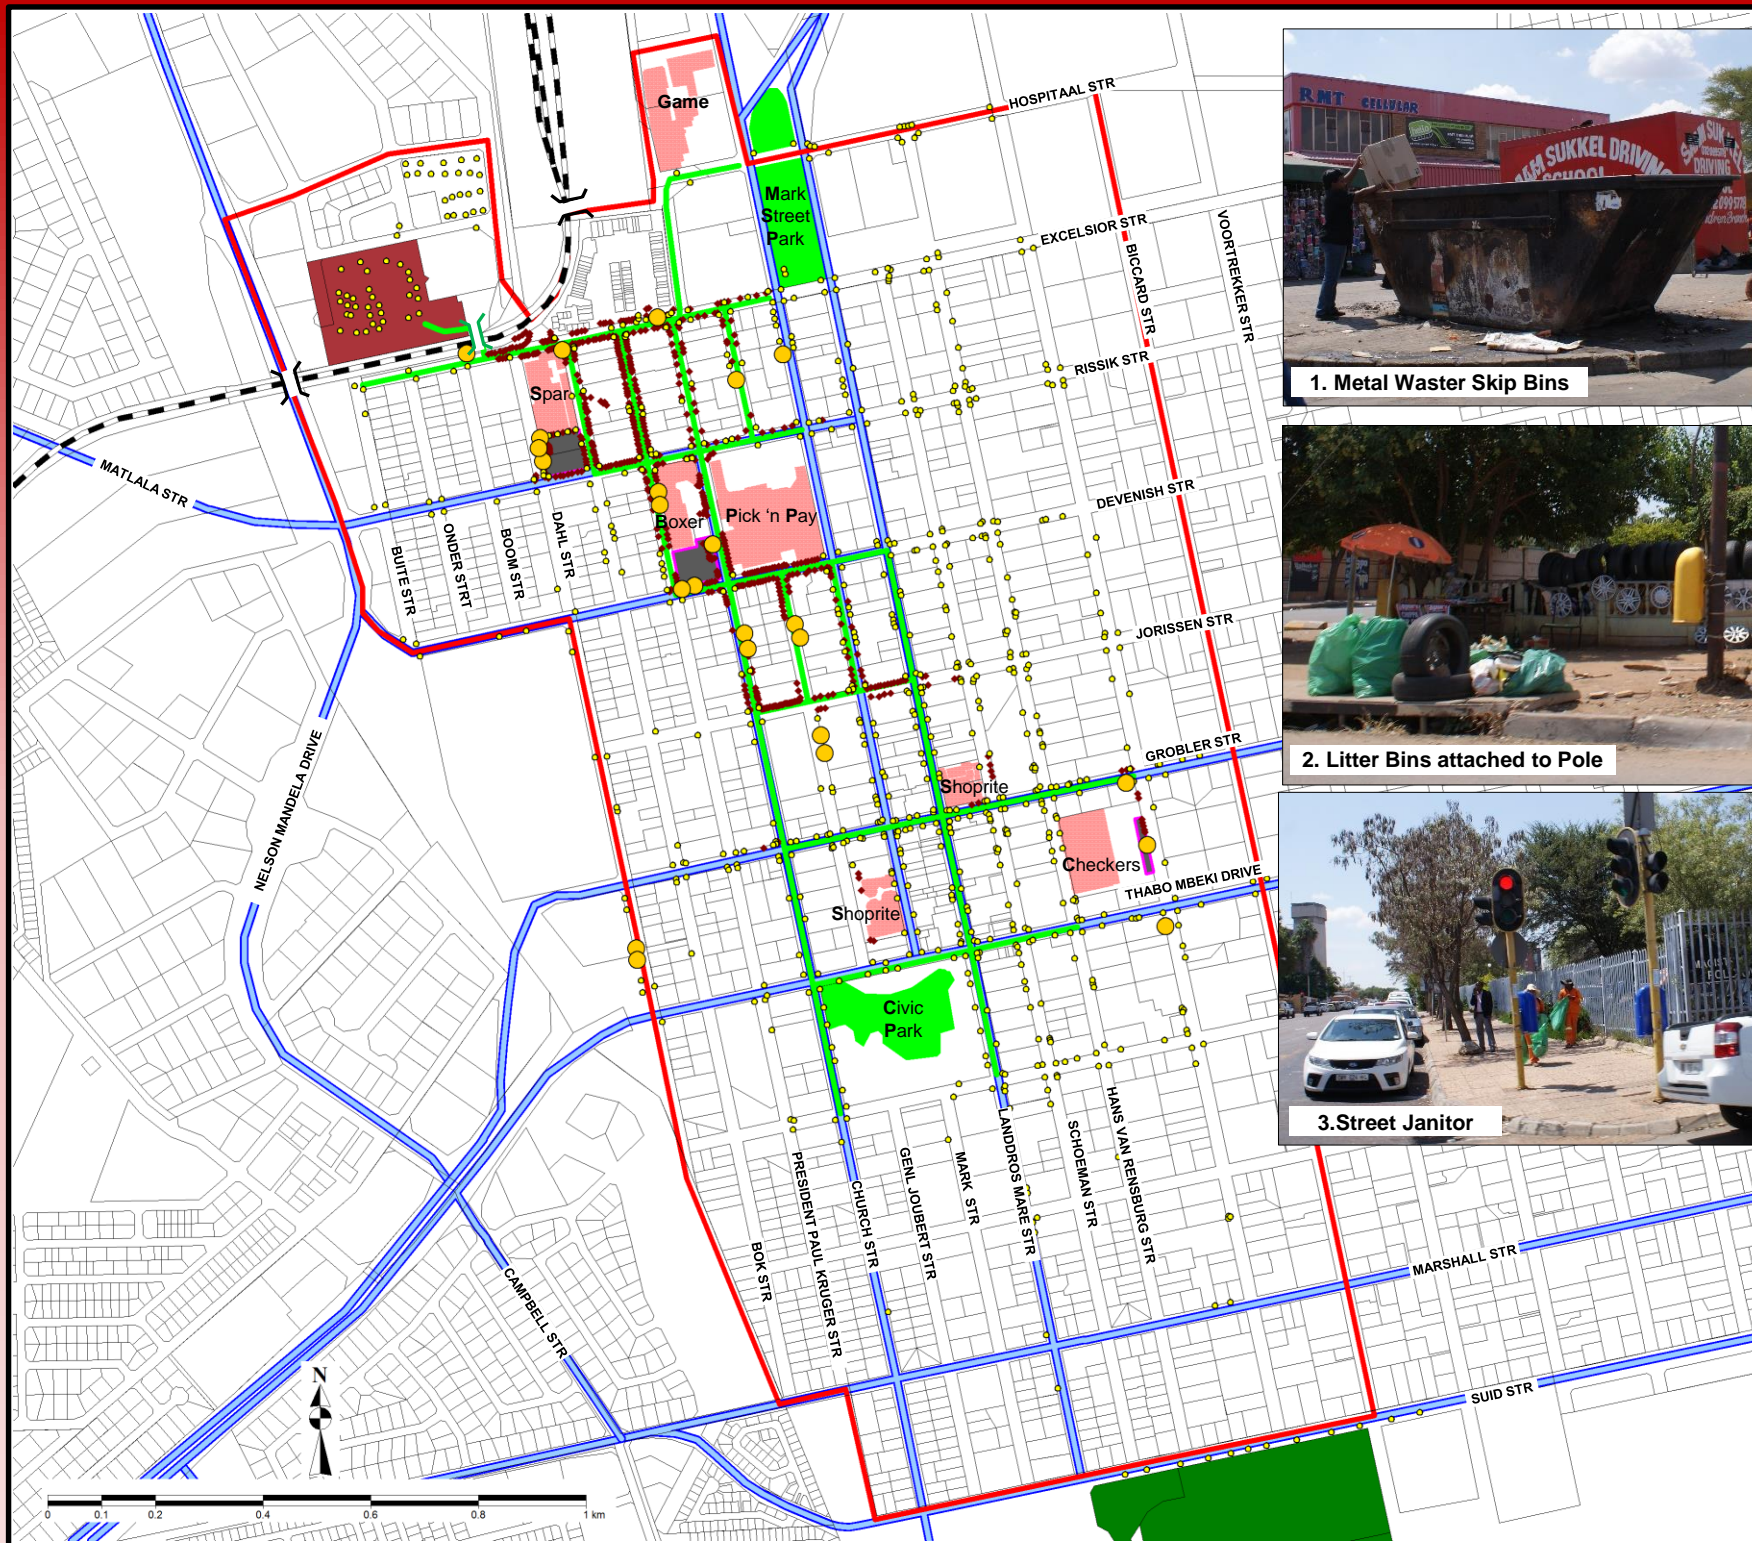 Game
HOSPITAAL STR
Mark
Street
Park
EXCELSIOR STR
BICCARD STR
VOORTREKKER STR
RISSIK STR
Spar
MATLALA STR
DEVENISH STR
Boxer
Pick 'n Pay
BUITE STR
ONDER STRT
BOOM STR
DAHL STR
JORISSEN STR
NELSON MANDELA DRIVE
GROBLER STR
Shoprite
Checkers
THABO MBEKI DRIVE
Shoprite
Civic
Park
BOK STR
PRESIDENT PAUL KRUGER STR
CHURCH STR
GENL JOUBERT STR
MARK STR
LANDDROS MARE STR
SCHOEMAN STR
HANS VAN RENSBURG STR
CAMPBELL STR
MARSHALL STR
SUID STR
N
0 0.1 0.2 0.4 0.6 0.8 1 km
RMT CELLULAR
SUKKEL DRIVING
SCHOOL
DRIVING
1. Metal Waster Skip Bins
2. Litter Bins attached to Pole
3.Street Janitor